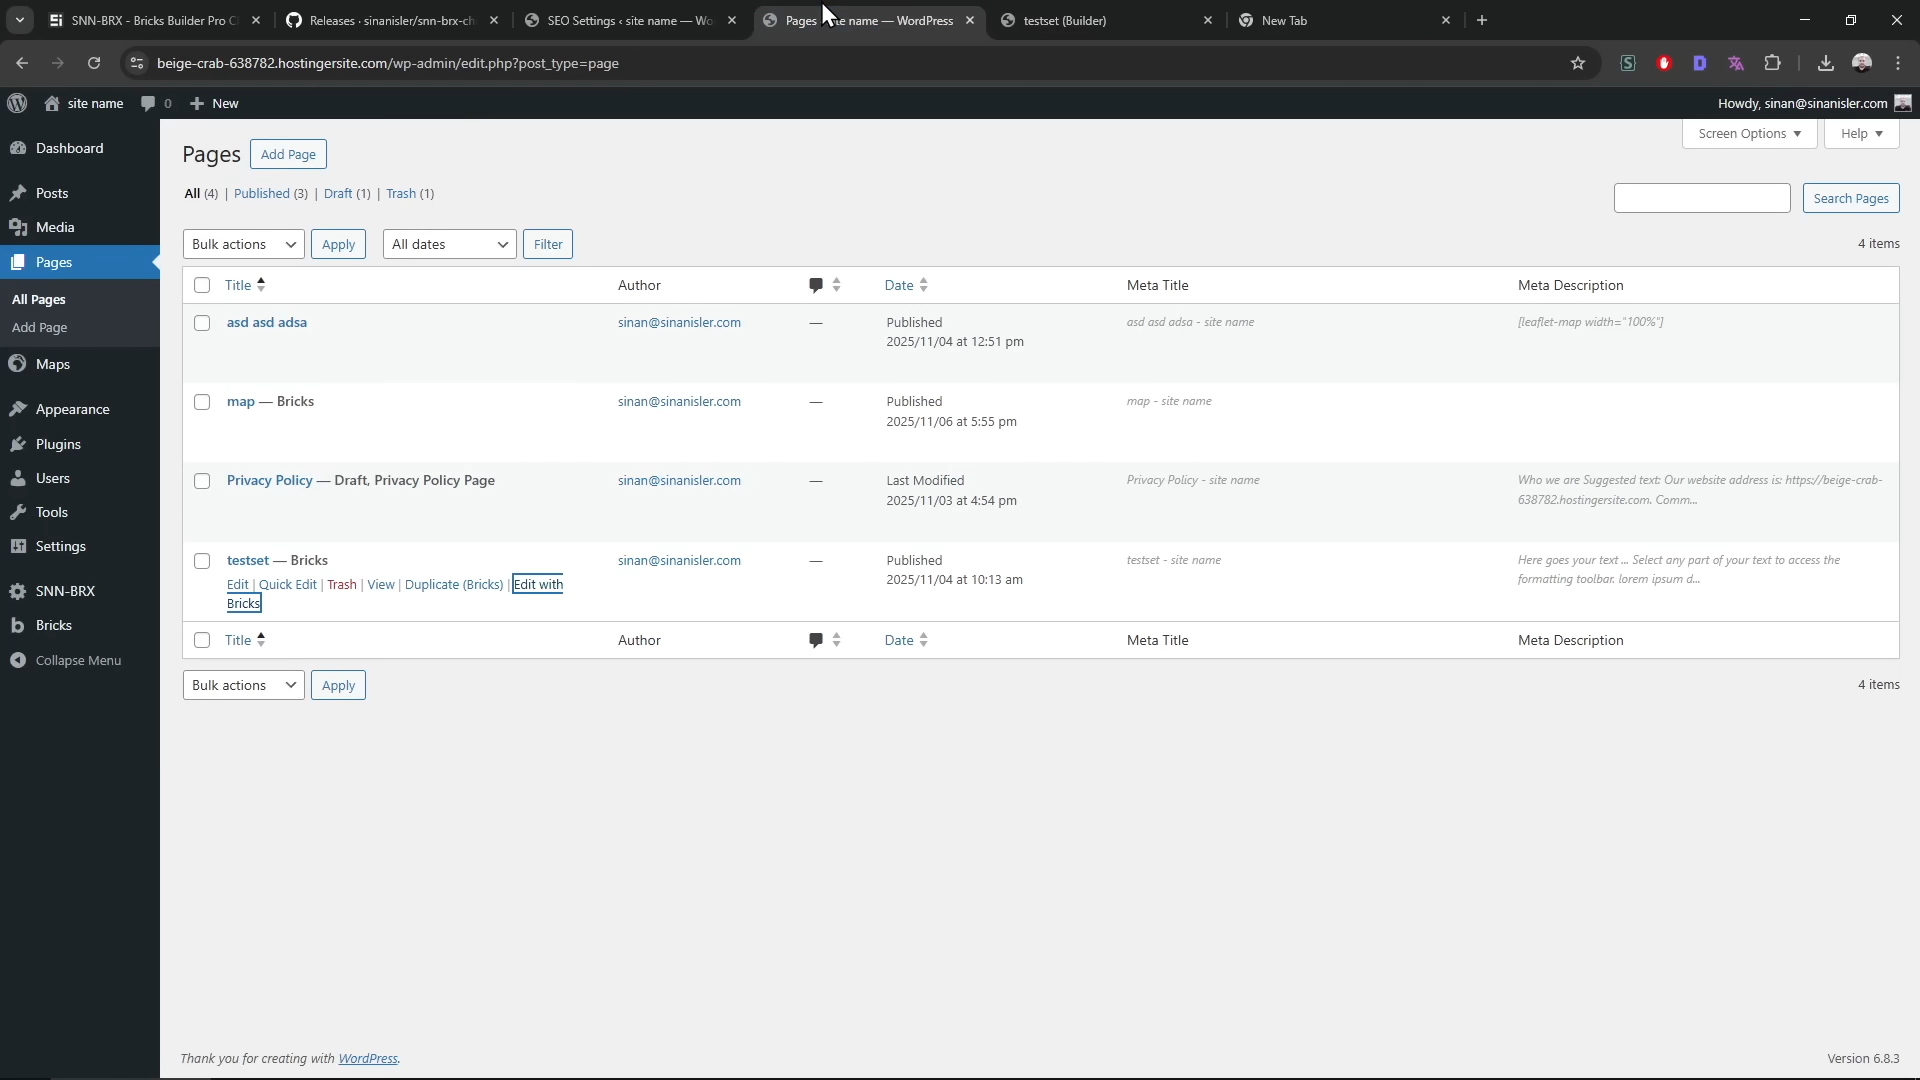 SNN-BRX - Bricks Builder Pro C
Releases · sinanisler/snn-brx-ch
SEO Settings ‹ site name — Wo
Pages te name — WordPress
testset (Builder)
New Tab
beige-crab-638782.hostingersite.com/wp-admin/edit.php?post_type=page
site name
0
New
Howdy, sinan@sinanisler.com
Dashboard
Posts
Media
Pages
All Pages
Add Page
Maps
Appearance
Plugins
Users
Tools
Settings
SNN-BRX
Bricks
Collapse Menu
Screen Options
Help
Pages
Add Page
All (4) | Published (3) | Draft (1) | Trash (1)
Search Pages
Bulk actions
Apply
All dates
Filter
4 items
Title
Author
Date
Meta Title
Meta Description
asd asd adsa
sinan@sinanisler.com
—
Published
2025/11/04 at 12:51 pm
asd asd adsa - site name
[leaflet-map width="100%"]
map — Bricks
sinan@sinanisler.com
—
Published
2025/11/06 at 5:55 pm
map - site name
Privacy Policy — Draft, Privacy Policy Page
sinan@sinanisler.com
—
Last Modified
2025/11/03 at 4:54 pm
Privacy Policy - site name
Who we are Suggested text: Our website address is: https://beige-crab-
638782.hostingersite.com. Comm...
testset — Bricks
Edit | Quick Edit | Trash | View | Duplicate (Bricks) | Edit with
Bricks
sinan@sinanisler.com
—
Published
2025/11/04 at 10:13 am
testset - site name
Here goes your text ... Select any part of your text to access the
formatting toolbar. lorem ipsum d...
Title
Author
Date
Meta Title
Meta Description
Bulk actions
Apply
4 items
Thank you for creating with WordPress.
Version 6.8.3